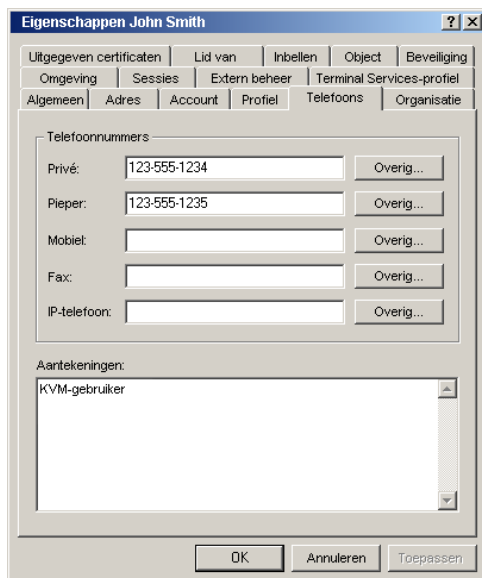 Eigenschappen John Smith
Uitgegeven certificaten Lid van Inbellen Object Beveiliging
Omgeving Sessies Extern beheer Terminal Services-profiel
Algemeen Adres Account Profiel Telefoons Organisatie
Telefoonnummers
Privé: 123-555-1234 Overig...
Pieper: 123-555-1235 Overig...
Mobiel: Overig...
Fax: Overig...
IP-telefoon: Overig...
Aantekeningen:
KVM-gebruiker
OK Annuleren Toepassen